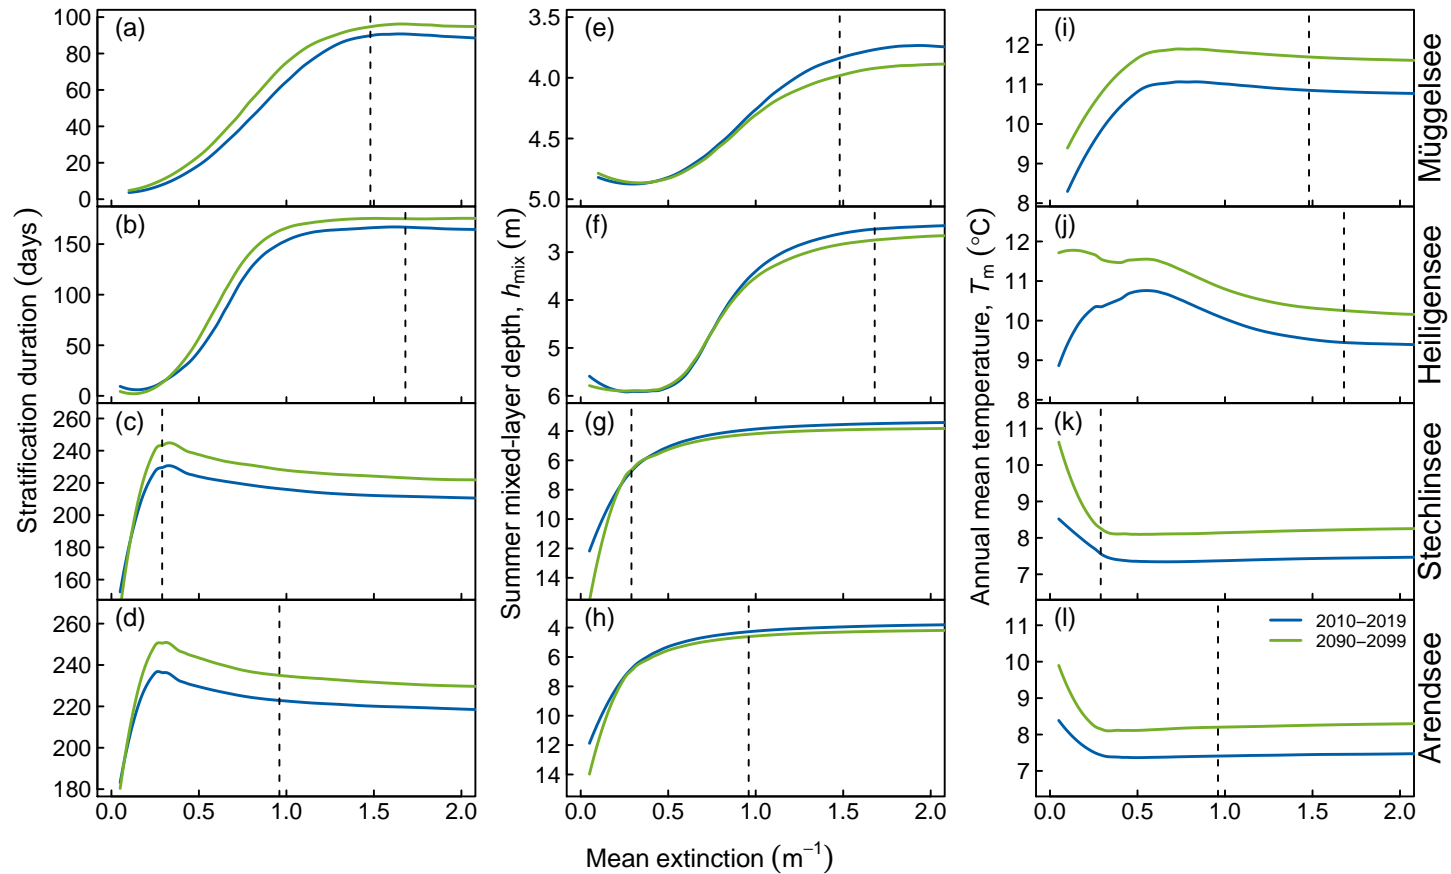 (a)
100
80
60
40
20
0
(b)
150
100
50
0
(c)
260
240
220
200
180
160
(d)
260
240
220
200
180
0.0 0.5 1.0 1.5 2.0
Stratification duration (days)
(e)
3.5
4.0
4.5
5.0
(f)
3
4
5
6
(g)
4
6
8
10
12
14
(h)
4
6
8
10
12
14
0.0 0.5 1.0 1.5 2.0
Summer mixed-layer depth, hmix (m)
(i)
12
11
10
9
8
(j)
12
11
10
9
8
(k)
11
10
9
8
7
(l)
11
10
9
8
7
2010–2019
2090–2099
0.0 0.5 1.0 1.5 2.0
Annual mean temperature, Tm (°C)
Müggelsee
Heiligensee
Stechlinsee
Arendsee
Mean extinction (m−1)